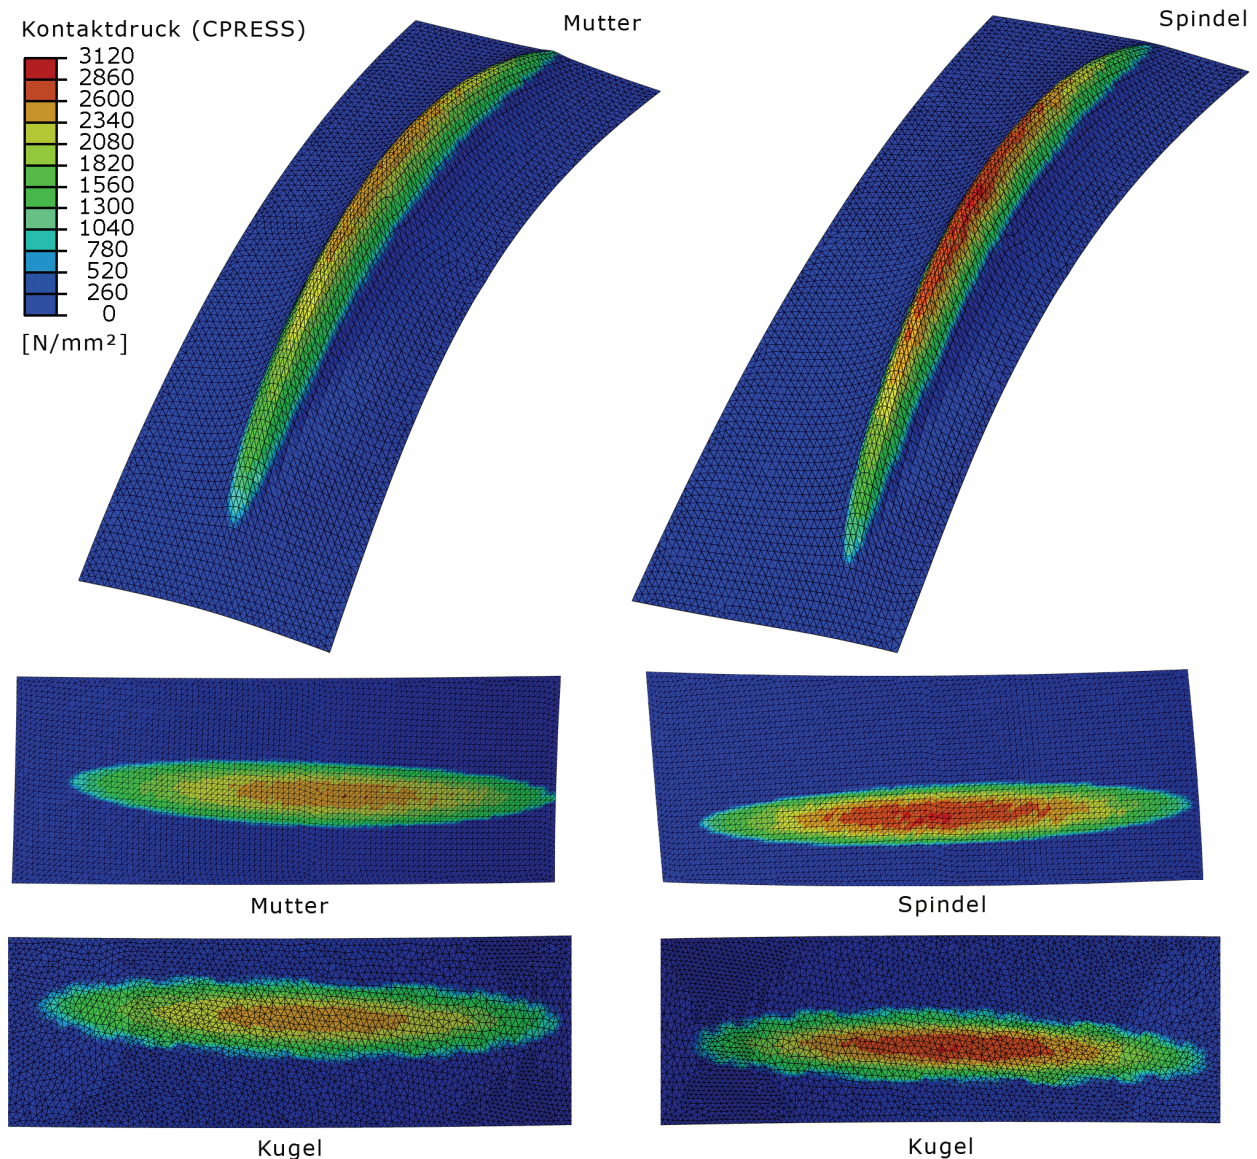 Mutter
Spindel
Kontaktdruck (CPRESS)
3120
2860
2600
2340
2080
1820
1560
1300
1040
780
520
260
0
[N/mm²]
Mutter
Spindel
Kugel
Kugel